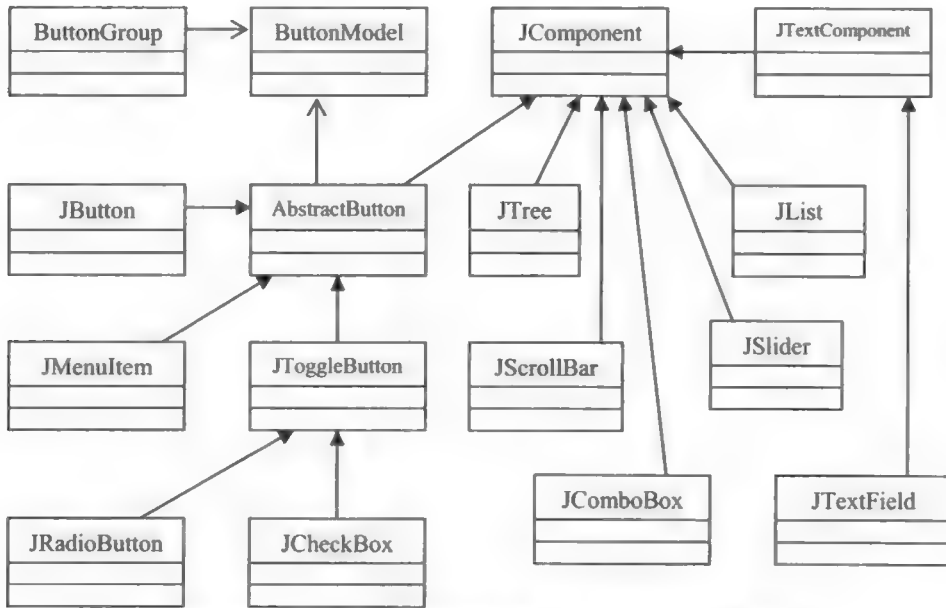 ButtonGroup
ButtonModel
JComponent
JTextComponent
JButton
AbstractButton
JTree
JList
JMenuItem
JToggleButton
JScrollBar
JSlider
JRadioButton
JCheckBox
JComboBox
JTextField